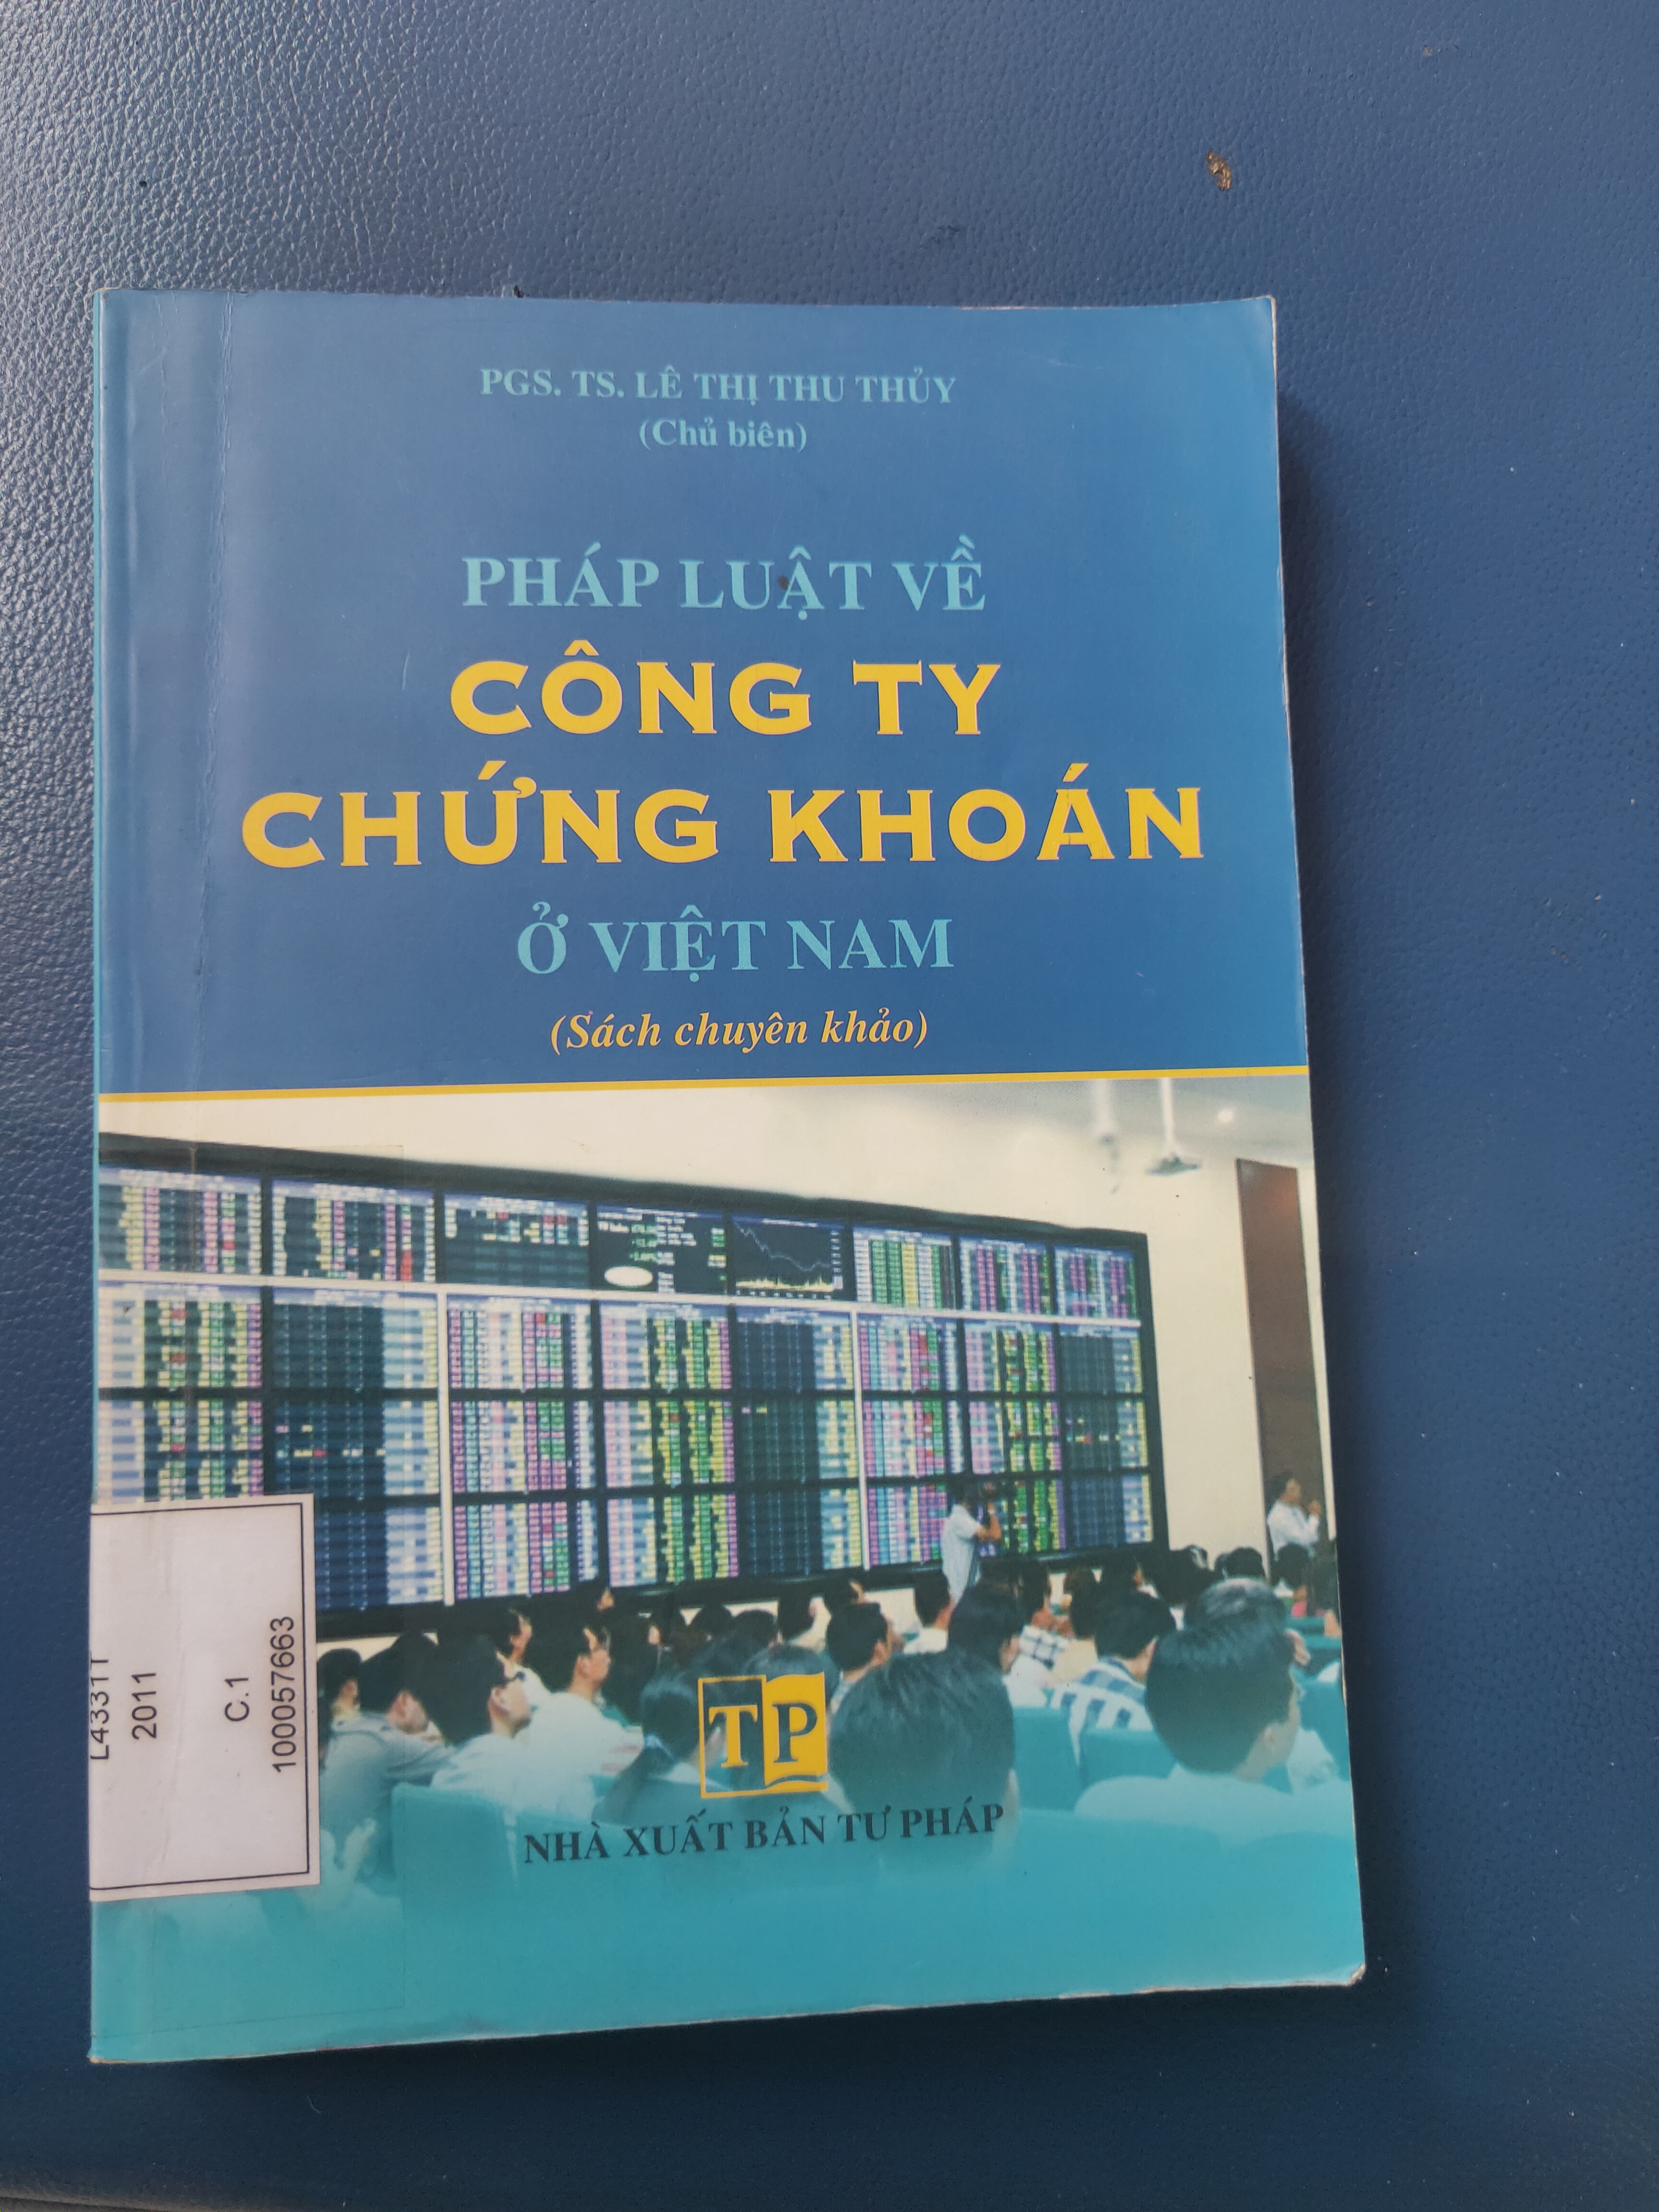 PGS. TS. LÊ THỊ THU THỦY
(Chủ biên)
PHÁP LUẬT VỀ
CÔNG TY
CHỨNG KHOÁN
Ở VIỆT NAM
(Sách chuyên khảo)
2011
C.1
100057663
TP
NHÀ XUẤT BẢN TƯ PHÁP